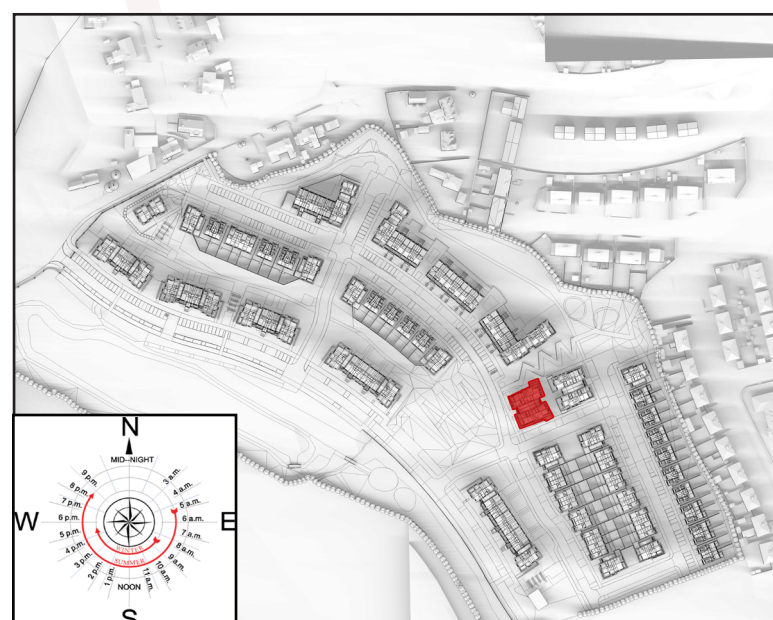 N
MID--NIGHT
9 p.m.
3 a.m.
8 p.m.
4 a.m.
7 p.m.
5 a.m.
W
6 p.m.
6 a.m.
E
5 p.m.
7 a.m.
4 p.m.
WINTER
8 a.m.
3 p.m.
SUMMER
9 a.m.
2 p.m.
10 a.m.
1 p.m.
11 a.m.
NOON
S